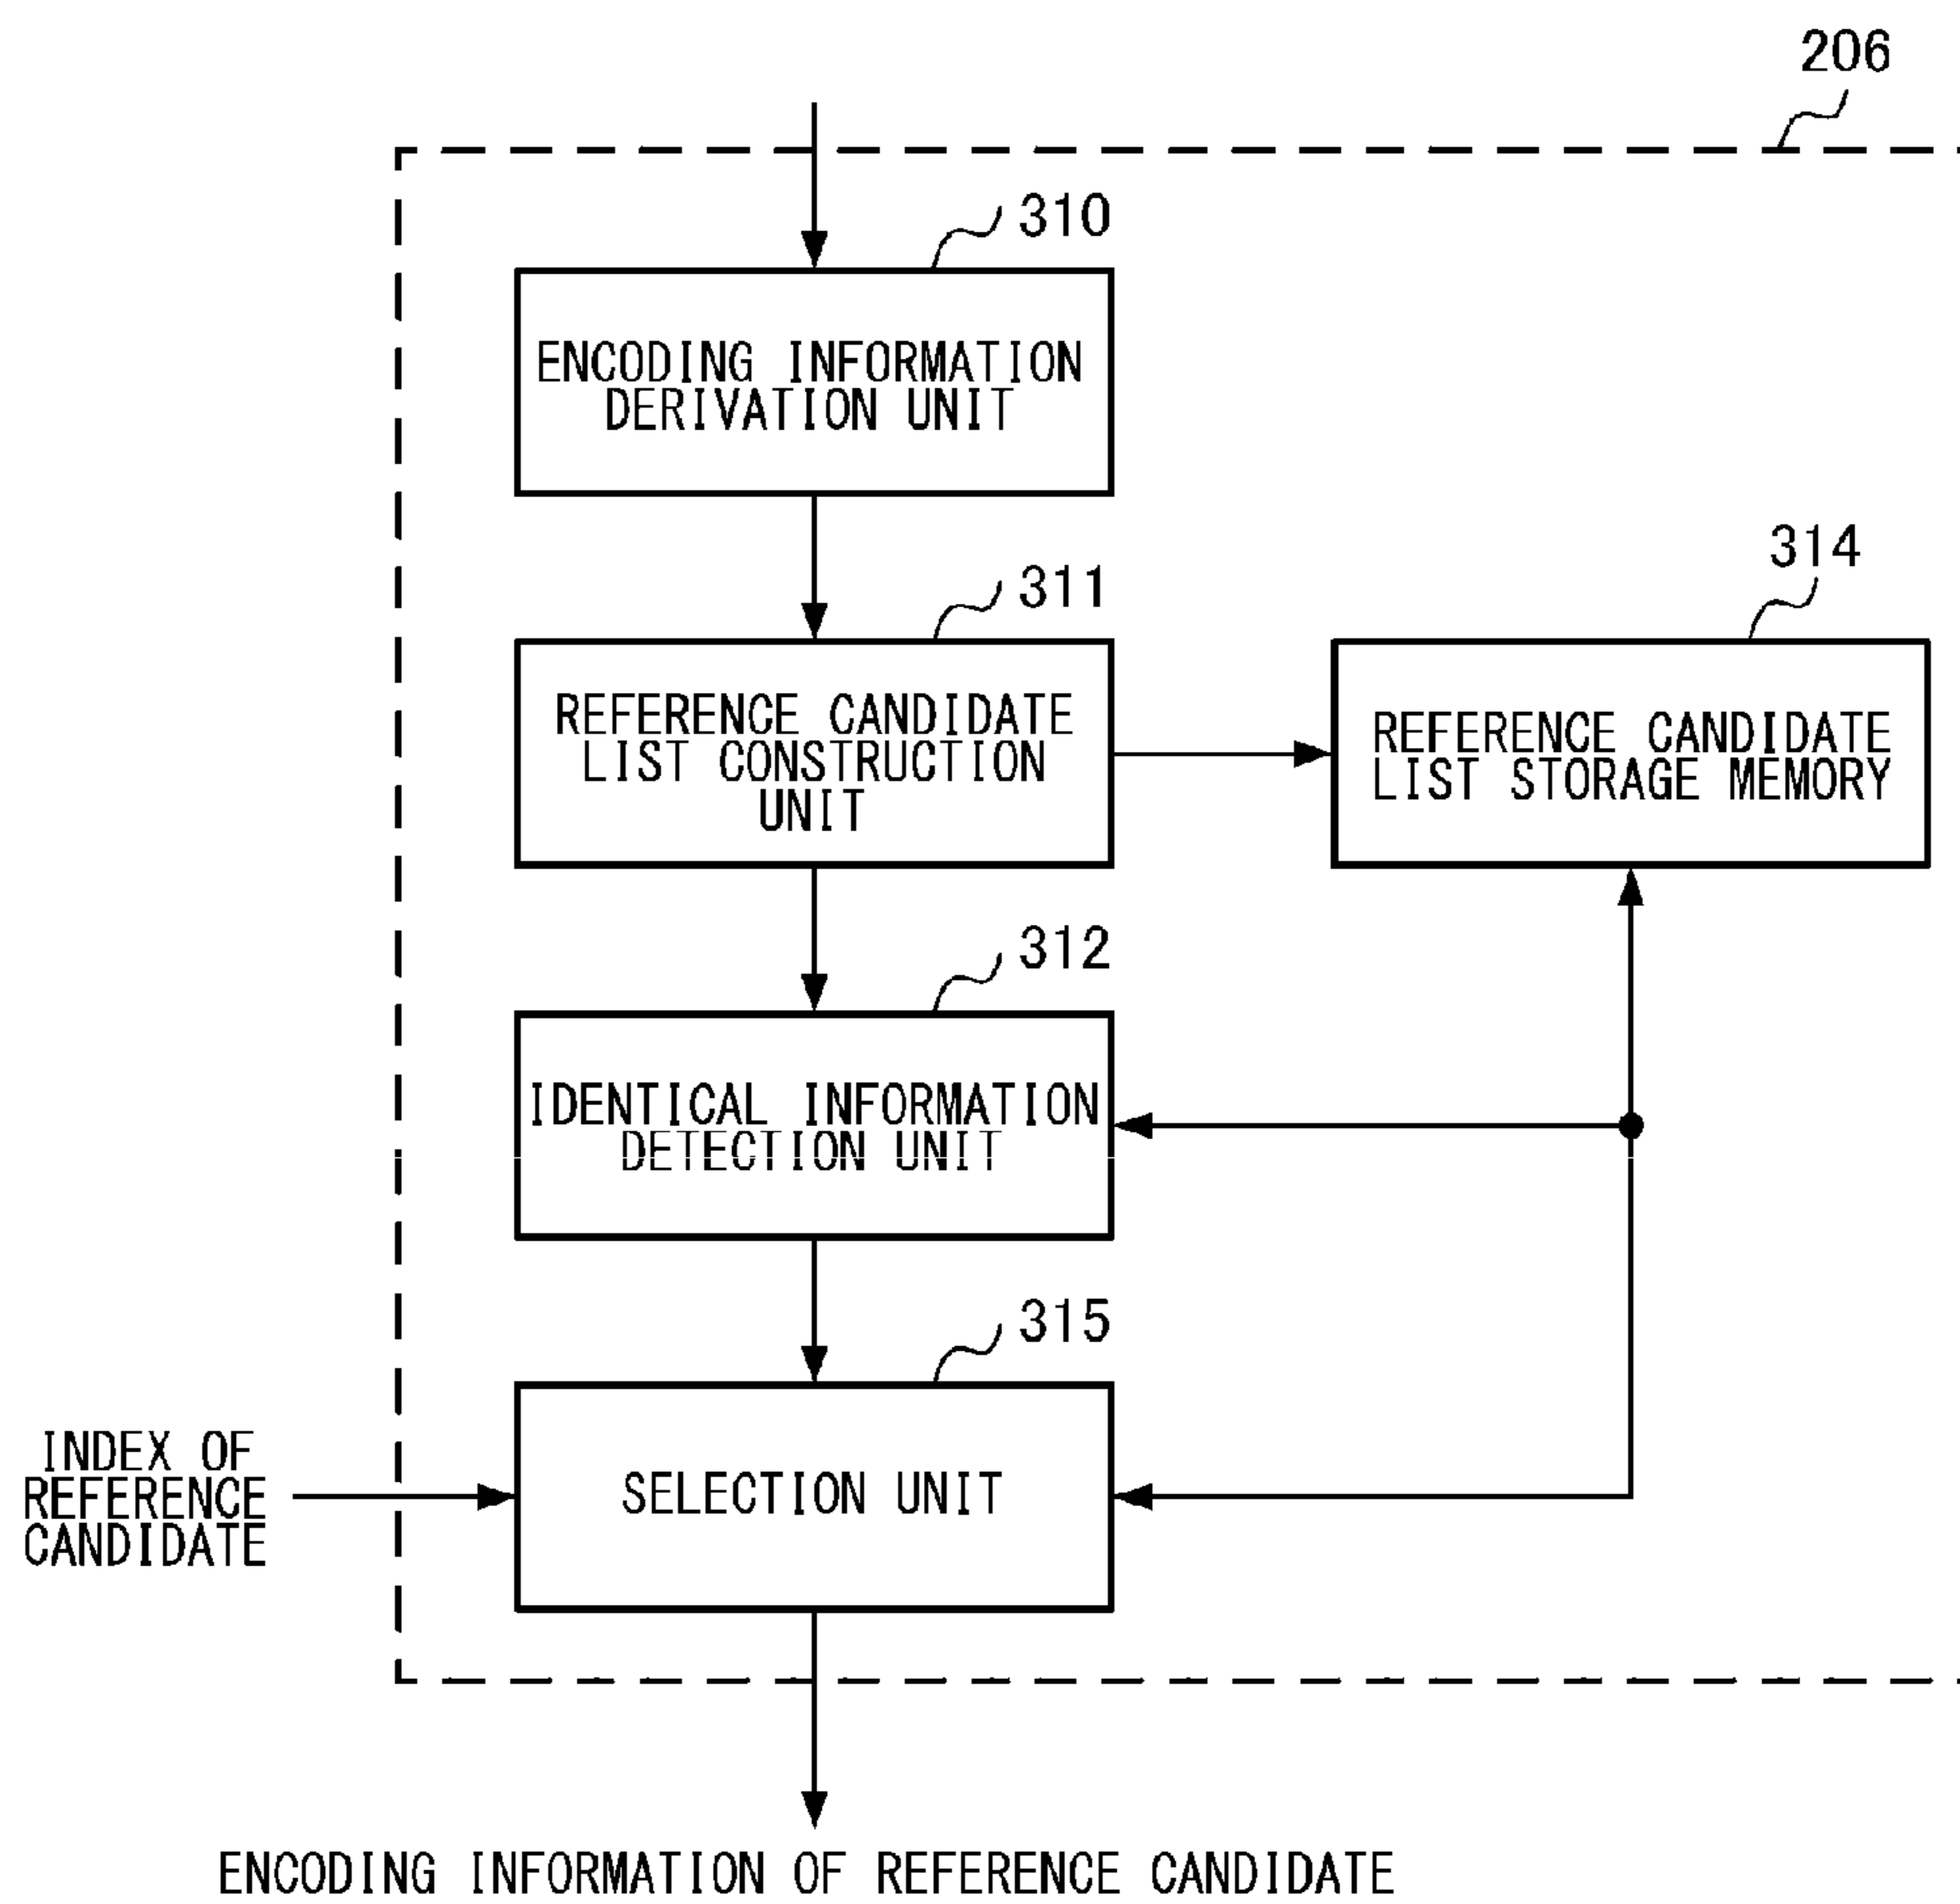 206
310
ENCODING INFORMATION
DERIVATION UNIT
311
314
REFERENCE CANDIDATE
LIST CONSTRUCTION
UNIT
REFERENCE CANDIDATE
LIST STORAGE MEMORY
312
IDENTICAL INFORMATION
DETECTION UNIT
315
INDEX OF
REFERENCE
CANDIDATE
SELECTION UNIT
ENCODING INFORMATION OF REFERENCE CANDIDATE